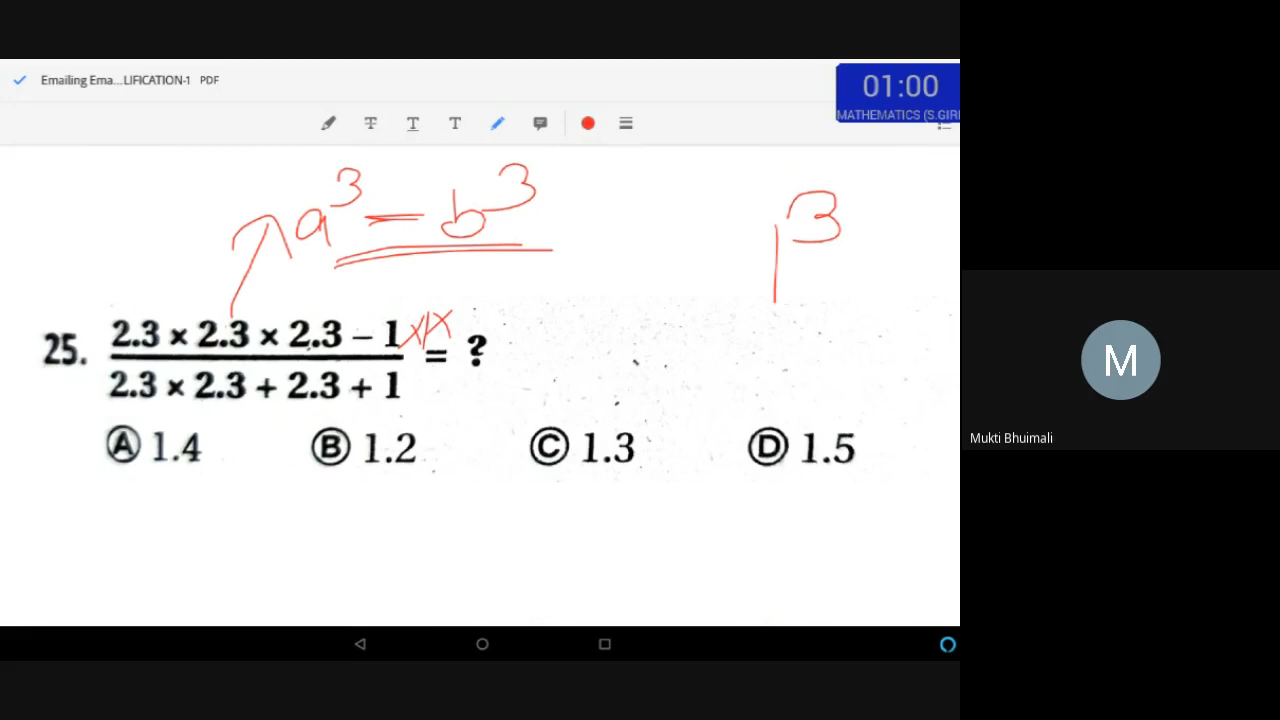 Emailing Ema...LIFICATION-1 PDF
01:00
MATHEMATICS (S.GIRI
a³ = b³
1³
25. 2.3 × 2.3 × 2.3 – 1 = ?
2.3 × 2.3 + 2.3 + 1
Ⓐ 1.4 Ⓑ 1.2 Ⓒ 1.3 Ⓓ 1.5
M
Mukti Bhuimali